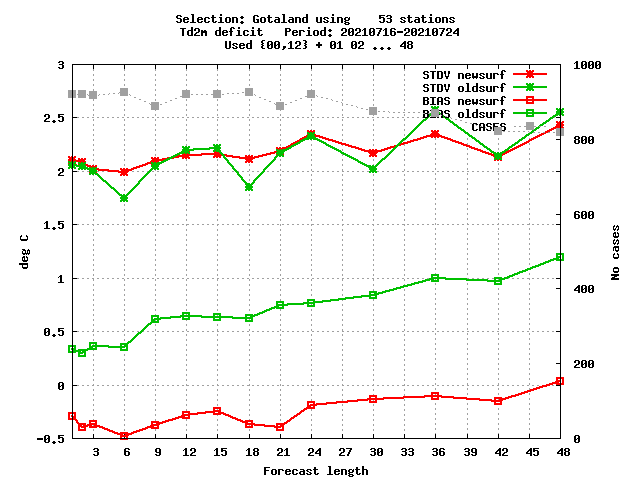 Selection: Gotaland using    53 stations
Td2m deficit   Period: 20210716-20210724
Used {00,12} + 01 02 ... 48
STDV newsurf
STDV oldsurf
BIAS newsurf
BIAS oldsurf
CASES
3
2.5
2
1.5
1
0.5
0
-0.5
deg C
1000
800
600
400
200
0
No cases
3 6 9 12 15 18 21 24 27 30 33 36 39 42 45 48
Forecast length